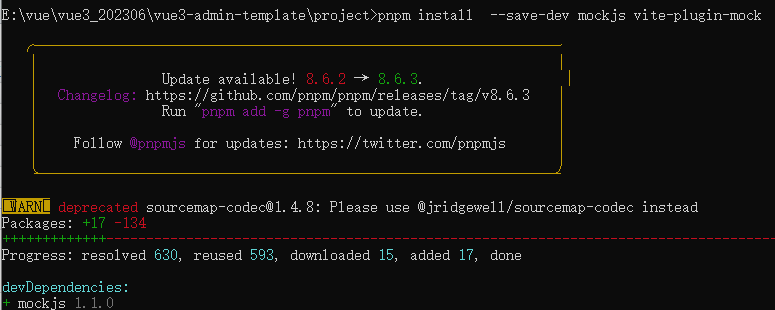 E:\vue\vue3_202306\vue3-admin-template\project>pnpm install  --save-dev mockjs vite-plugin-mock
Update available! 8.6.2 → 8.6.3.
Changelog: https://github.com/pnpm/pnpm/releases/tag/v8.6.3
Run "pnpm add -g pnpm" to update.
Follow @pnpmjs for updates: https://twitter.com/pnpmjs
WARN deprecated sourcemap-codec@1.4.8: Please use @jridgewell/sourcemap-codec instead
Packages: +17 -134
+++++++++++++----------------------------------------------------------------------------------
Progress: resolved 630, reused 593, downloaded 15, added 17, done
devDependencies:
+ mockjs 1.1.0